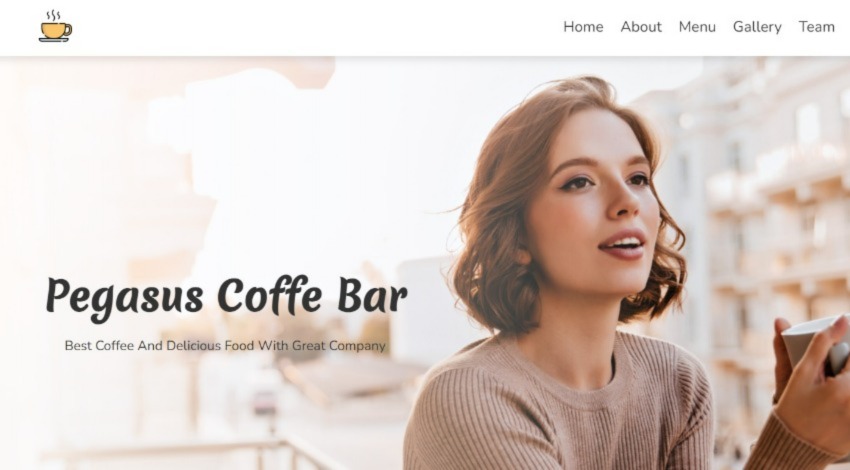 Home About Menu Gallery Team
Pegasus Coffe Bar
Best Coffee And Delicious Food With Great Company